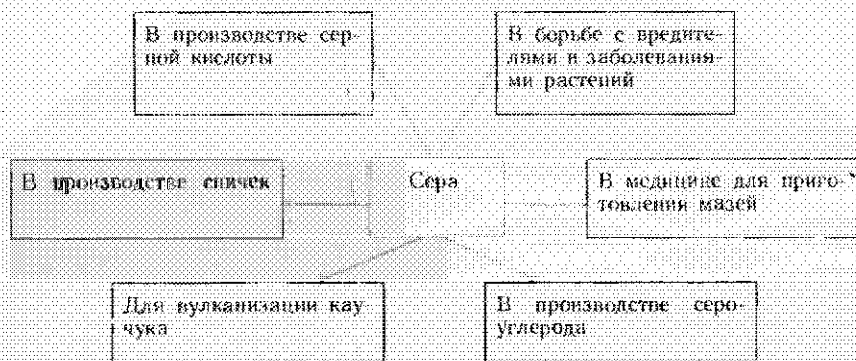 В производстве сер-
ной кислоты
В борьбе с вредите-
лями и заболевания-
ми растений
В производстве спичек
Сера
В медицине для приго-
товления мазей
Для вулканизации кау
чука
В производстве серо-
углерода